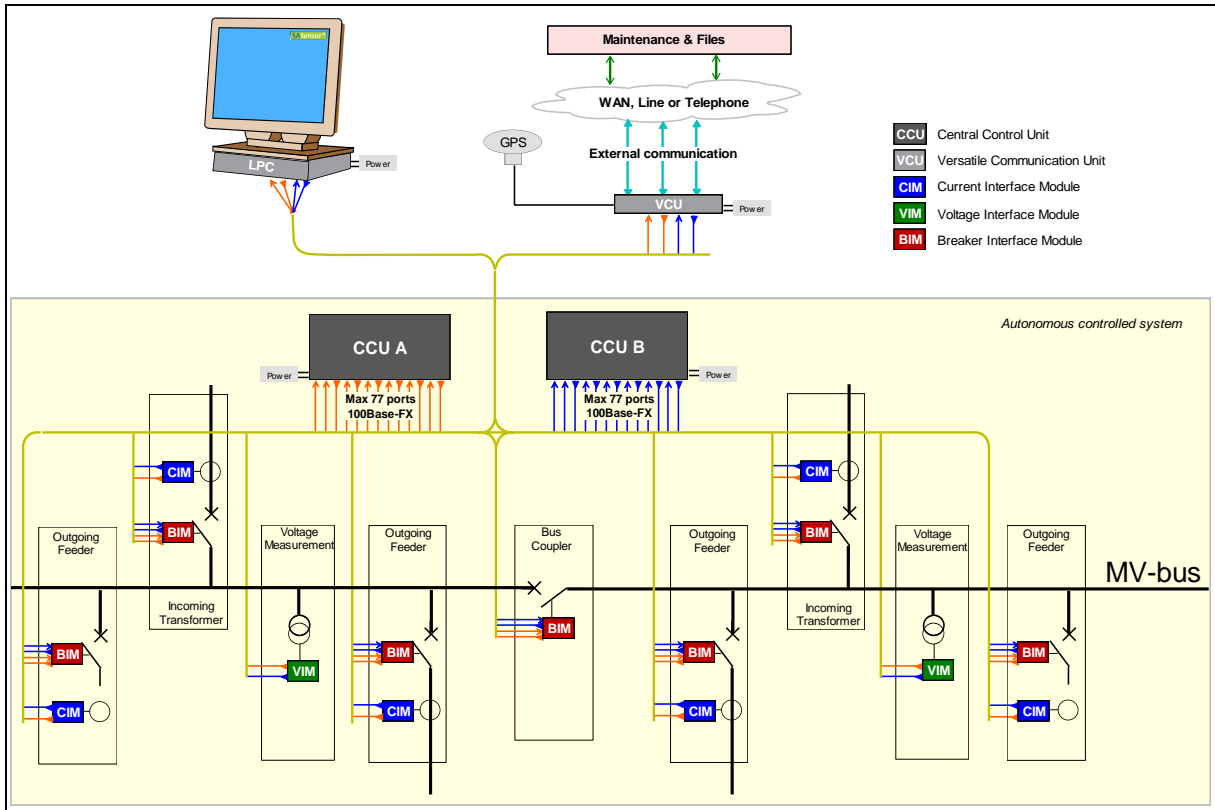 Sensor
LPC
Power
Maintenance & Files
WAN, Line or Telephone
GPS
External communication
VCU
Power
CCU Central Control Unit
VCU Versatile Communication Unit
CIM Current Interface Module
VIM Voltage Interface Module
BIM Breaker Interface Module
Autonomous controlled system
CCU A
Power
Max 77 ports
100Base-FX
CCU B
Power
Max 77 ports
100Base-FX
CIM
BIM
Incoming
Transformer
CIM
BIM
Incoming
Transformer
Outgoing
Feeder
BIM
CIM
Voltage
Measurement
VIM
Outgoing
Feeder
BIM
CIM
Bus
Coupler
BIM
Outgoing
Feeder
BIM
CIM
Voltage
Measurement
VIM
Outgoing
Feeder
BIM
CIM
MV-bus